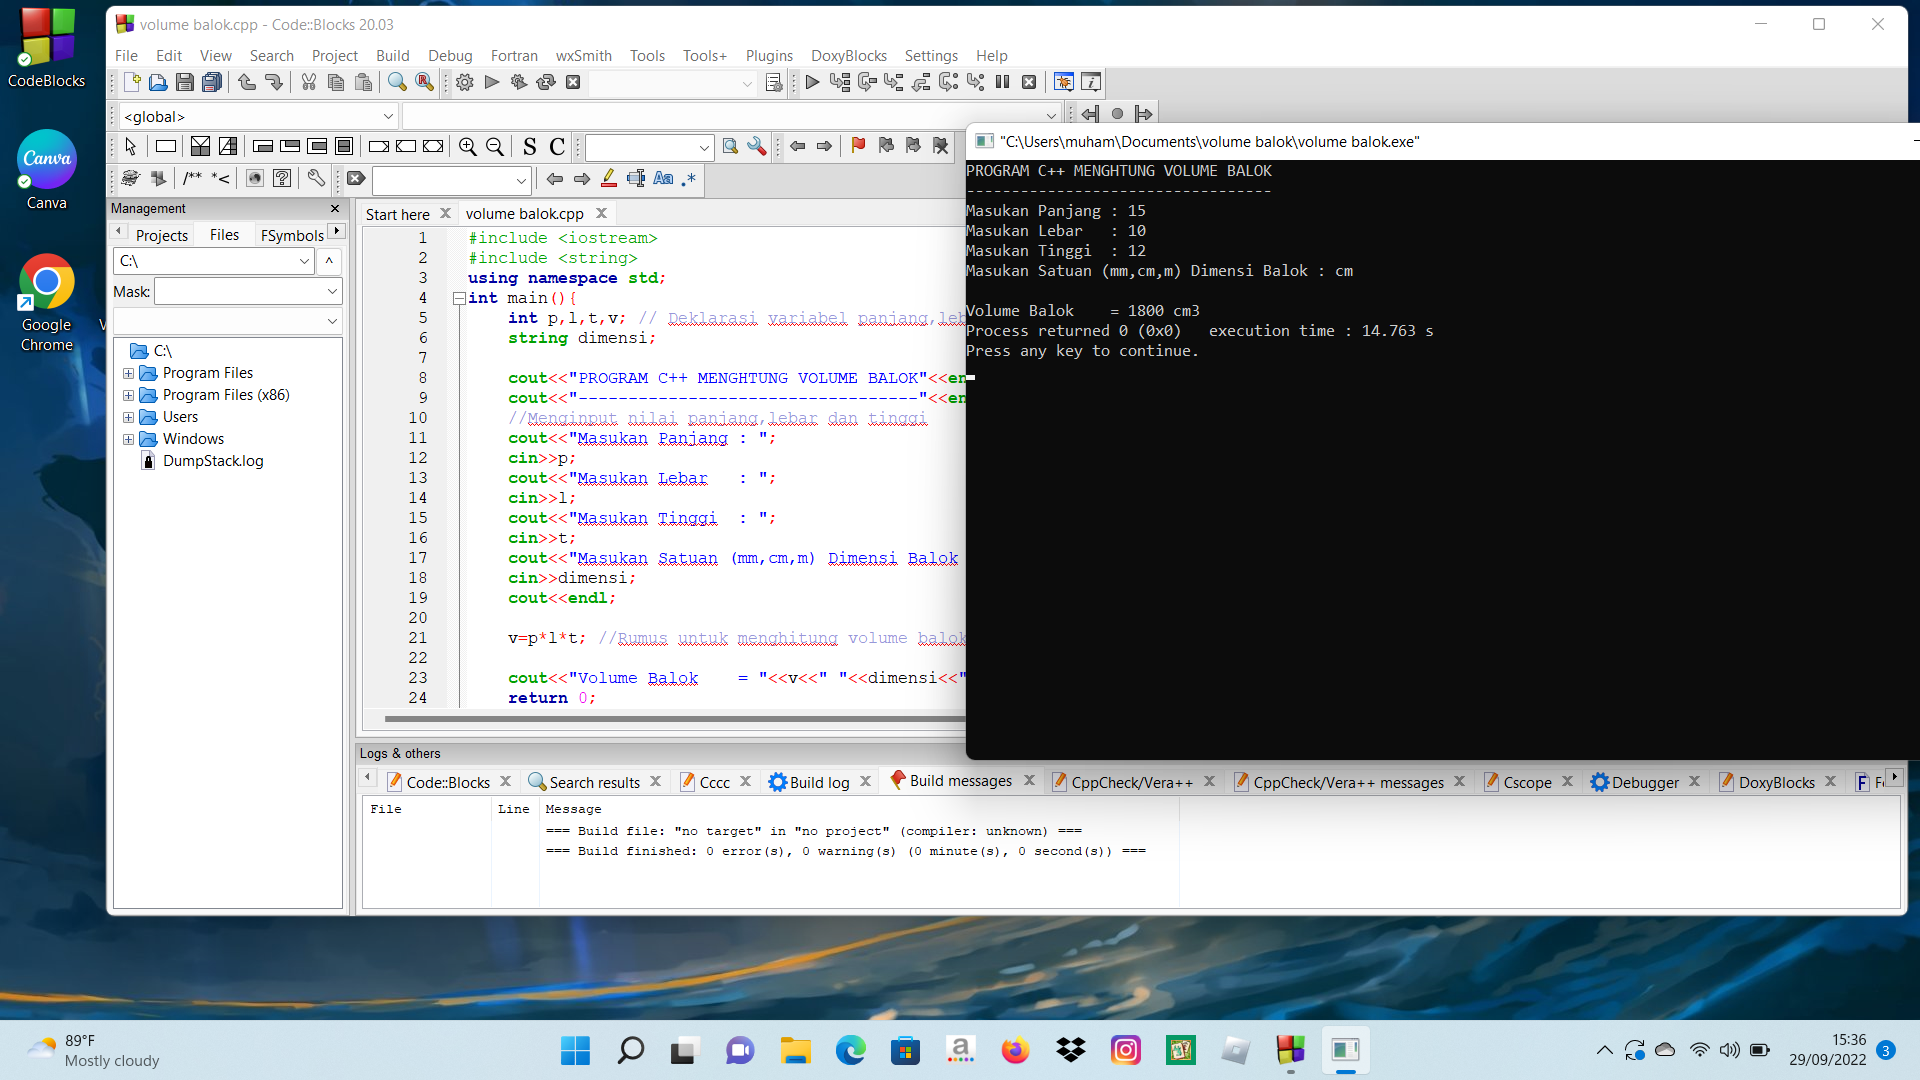 CodeBlocks
Canva
Canva
Google
Chrome
volume balok.cpp - Code::Blocks 20.03
File Edit View Search Project Build Debug Fortran wxSmith Tools Tools+ Plugins DoxyBlocks Settings Help
<global>
S C
/** *<
Aa .*
Management
Projects Files FSymbols
C:\
Mask:
C:\
Program Files
Program Files (x86)
Users
Windows
DumpStack.log
Start here volume balok.cpp
1 #include <iostream>
2 #include <string>
3 using namespace std;
4 int main(){
5 int p,l,t,v; // Deklarasi variabel panjang,leb
6 string dimensi;
7
8 cout<<"PROGRAM C++ MENGHTUNG VOLUME BALOK"<<en
9 cout<<"----------------------------------"<<en
10 //Menginput nilai panjang,lebar dan tinggi
11 cout<<"Masukan Panjang : ";
12 cin>>p;
13 cout<<"Masukan Lebar   : ";
14 cin>>l;
15 cout<<"Masukan Tinggi  : ";
16 cin>>t;
17 cout<<"Masukan Satuan (mm,cm,m) Dimensi Balok
18 cin>>dimensi;
19 cout<<endl;
20
21 v=p*l*t; //Rumus untuk menghitung volume balok
22
23 cout<<"Volume Balok    = "<<v<<" "<<dimensi<<"
24 return 0;
"C:\Users\muham\Documents\volume balok\volume balok.exe"
PROGRAM C++ MENGHTUNG VOLUME BALOK
----------------------------------
Masukan Panjang : 15
Masukan Lebar   : 10
Masukan Tinggi  : 12
Masukan Satuan (mm,cm,m) Dimensi Balok : cm
Volume Balok    = 1800 cm3
Process returned 0 (0x0)   execution time : 14.763 s
Press any key to continue.
Logs & others
Code::Blocks Search results Cccc Build log Build messages CppCheck/Vera++ CppCheck/Vera++ messages Cscope Debugger DoxyBlocks
File Line Message
=== Build file: "no target" in "no project" (compiler: unknown) ===
=== Build finished: 0 error(s), 0 warning(s) (0 minute(s), 0 second(s)) ===
89°F
Mostly cloudy
15:36
29/09/2022
3